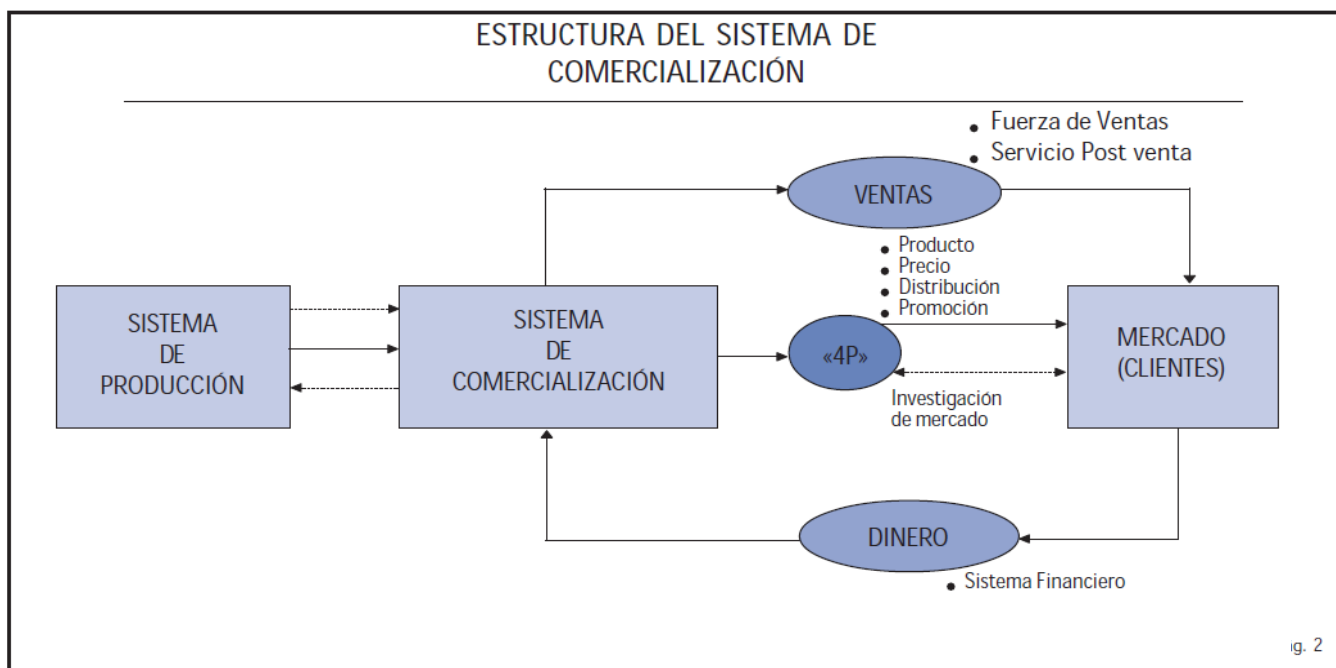 ESTRUCTURA DEL SISTEMA DE
COMERCIALIZACIÓN
• Fuerza de Ventas
• Servicio Post venta
VENTAS
• Producto
• Precio
• Distribución
• Promoción
SISTEMA
DE
PRODUCCIÓN
SISTEMA
DE
COMERCIALIZACIÓN
«4P»
MERCADO
(CLIENTES)
Investigación
de mercado
DINERO
• Sistema Financiero
2